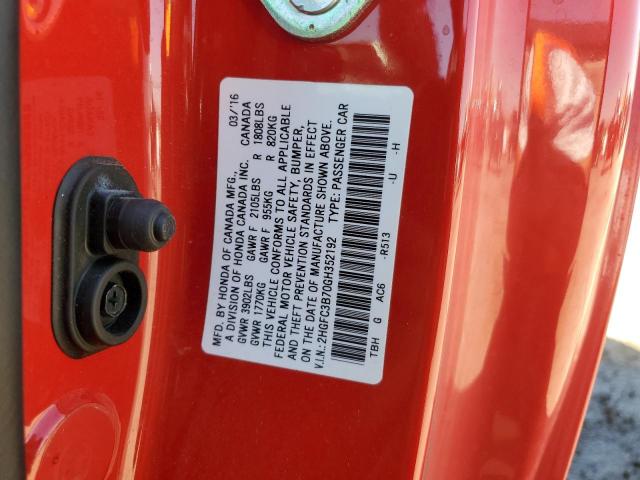 MFD. BY HONDA OF CANADA MFG., 03/'16
A DIVISION OF HONDA CANADA INC. CANADA
GVWR 3902LBS GAWR F 2105LBS R 1808LBS
GVWR 1770KG GAWR F 955KG R 820KG
THIS VEHICLE CONFORMS TO ALL APPLICABLE
FEDERAL MOTOR VEHICLE SAFETY, BUMPER,
AND THEFT PREVENTION STANDARDS IN EFFECT
ON THE DATE OF MANUFACTURE SHOWN ABOVE.
V.I.N.: 2HGFC3B70GH352192 TYPE: PASSENGER CAR
TBH G AC6 -R513 -U -H